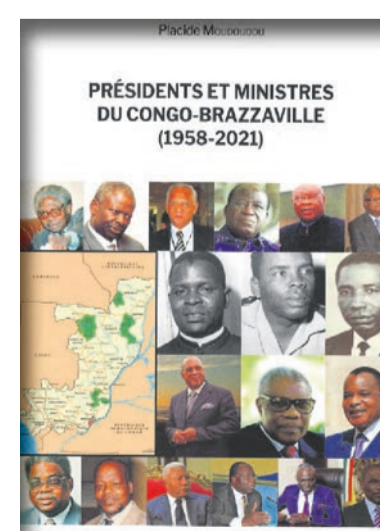 Placide MOUDOUDOU
PRÉSIDENTS ET MINISTRES
DU CONGO-BRAZZAVILLE
(1958-2021)